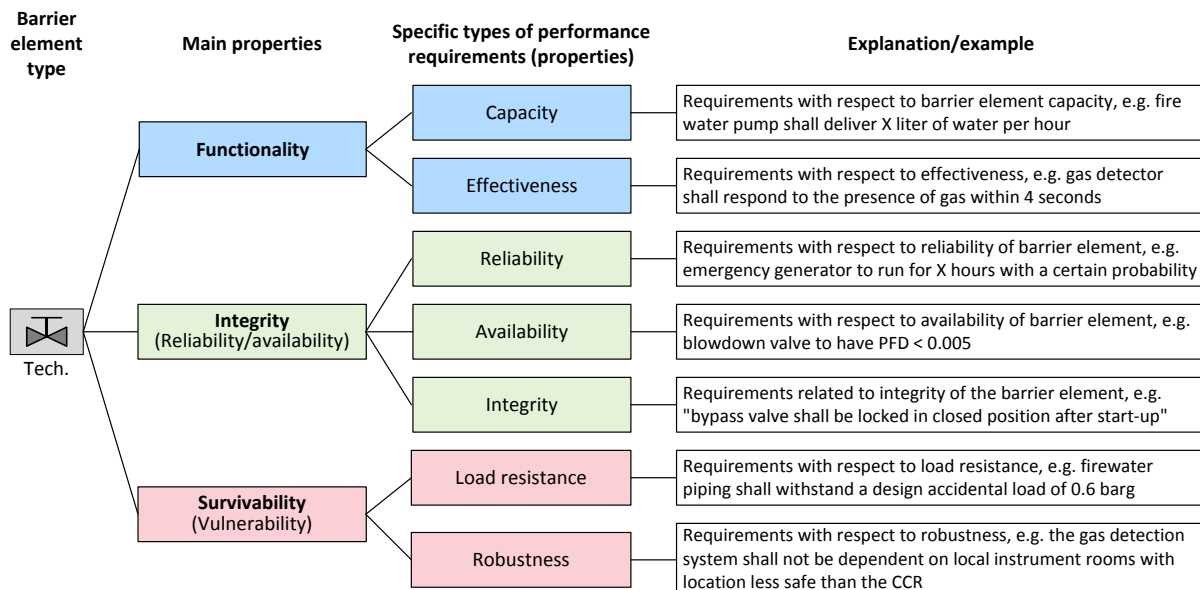 Barrier
element
type
Main properties
Specific types of performance
requirements (properties)
Explanation/example
Tech.
Functionality
Capacity
Requirements with respect to barrier element capacity, e.g. fire
water pump shall deliver X liter of water per hour
Effectiveness
Requirements with respect to effectiveness, e.g. gas detector
shall respond to the presence of gas within 4 seconds
Integrity
(Reliability/availability)
Reliability
Requirements with respect to reliability of barrier element, e.g.
emergency generator to run for X hours with a certain probability
Availability
Requirements with respect to availability of barrier element, e.g.
blowdown valve to have PFD < 0.005
Integrity
Requirements related to integrity of the barrier element, e.g.
"bypass valve shall be locked in closed position after start-up"
Survivability
(Vulnerability)
Load resistance
Requirements with respect to load resistance, e.g. firewater
piping shall withstand a design accidental load of 0.6 barg
Robustness
Requirements with respect to robustness, e.g. the gas detection
system shall not be dependent on local instrument rooms with
location less safe than the CCR